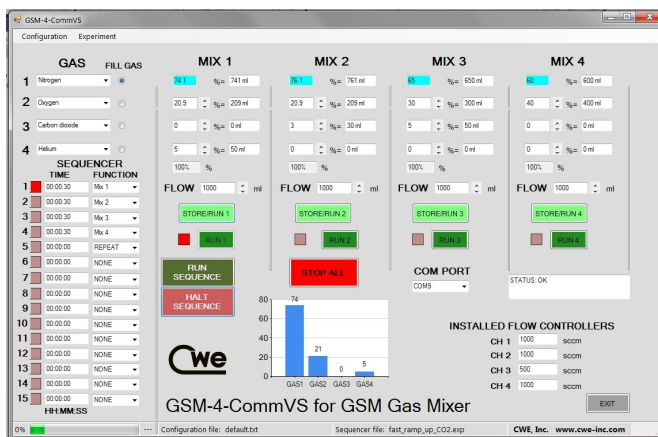 GSM-4-CommVS
Configuration Experiment
GAS FILL GAS
1 Nitrogen
2 Oxygen
3 Carbon dioxide
4 Helium
MIX 1
74.1 %= 741 ml
20.9 %= 209 ml
0 %= 0 ml
5 %= 50 ml
100% %
FLOW 1000 ml
STORE/RUN 1
RUN 1
MIX 2
76.1 %= 761 ml
20.9 %= 209 ml
3 %= 30 ml
0 %= 0 ml
100% %
FLOW 1000 ml
STORE/RUN 2
RUN 2
MIX 3
65 %= 650 ml
30 %= 300 ml
5 %= 50 ml
0 %= 0 ml
100% %
FLOW 1000 ml
STORE/RUN 3
RUN 3
MIX 4
60 %= 600 ml
40 %= 400 ml
0 %= 0 ml
0 %= 0 ml
100% %
FLOW 1000 ml
STORE/RUN 4
RUN 4
SEQUENCER
TIME FUNCTION
1 00:00:30 Mix 1
2 00:00:30 Mix 2
3 00:00:30 Mix 3
4 00:00:30 Mix 4
5 00:00:00 REPEAT
6 00:00:00 NONE
7 00:00:00 NONE
8 00:00:00 NONE
9 00:00:00 NONE
10 00:00:00 NONE
11 00:00:00 NONE
12 00:00:00 NONE
13 00:00:00 NONE
14 00:00:00 NONE
15 00:00:00 NONE
HH:MM:SS
RUN
SEQUENCE
HALT
SEQUENCE
STOP ALL
COM PORT
COM9
STATUS: OK
80
60
40
20
0
74
21
0
5
GAS1 GAS2 GAS3 GAS4
Cwe
INSTALLED FLOW CONTROLLERS
CH 1 1000 sccm
CH 2 1000 sccm
CH 3 500 sccm
CH 4 1000 sccm
GSM-4-CommVS for GSM Gas Mixer
EXIT
0% --- Configuration file: default.txt Sequencer file: fast_ramp_up_CO2.exp CWE, Inc. www.cwe-inc.com